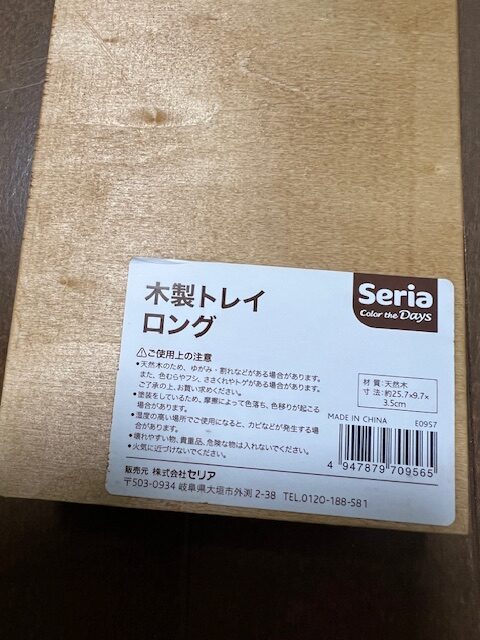 木製トレイ
ロング
Seria
Color the Days
⚠ご使用上の注意
•天然木のため、ゆがみ・割れなどがある場合があります。
また、色むらやフシ、ささくれやトゲがある場合があります。
ご了承の上、お買い求めください。
•塗装をしているため、摩擦によって色落ち、色移りが起こる
場合があります。
•湿度の高い場所でご使用になると、カビなどが発生する場
合があります。
•壊れやすい物、貴重品、危険な物は入れないでください。
•火気に近づけないでください。
材 質：天然木
寸 法：約25.7×9.7×
3.5cm
MADE IN CHINA E0957
4 947879 709565
販売元 株式会社セリア
〒503-0934 岐阜県大垣市外渕 2-38 TEL.0120-188-581